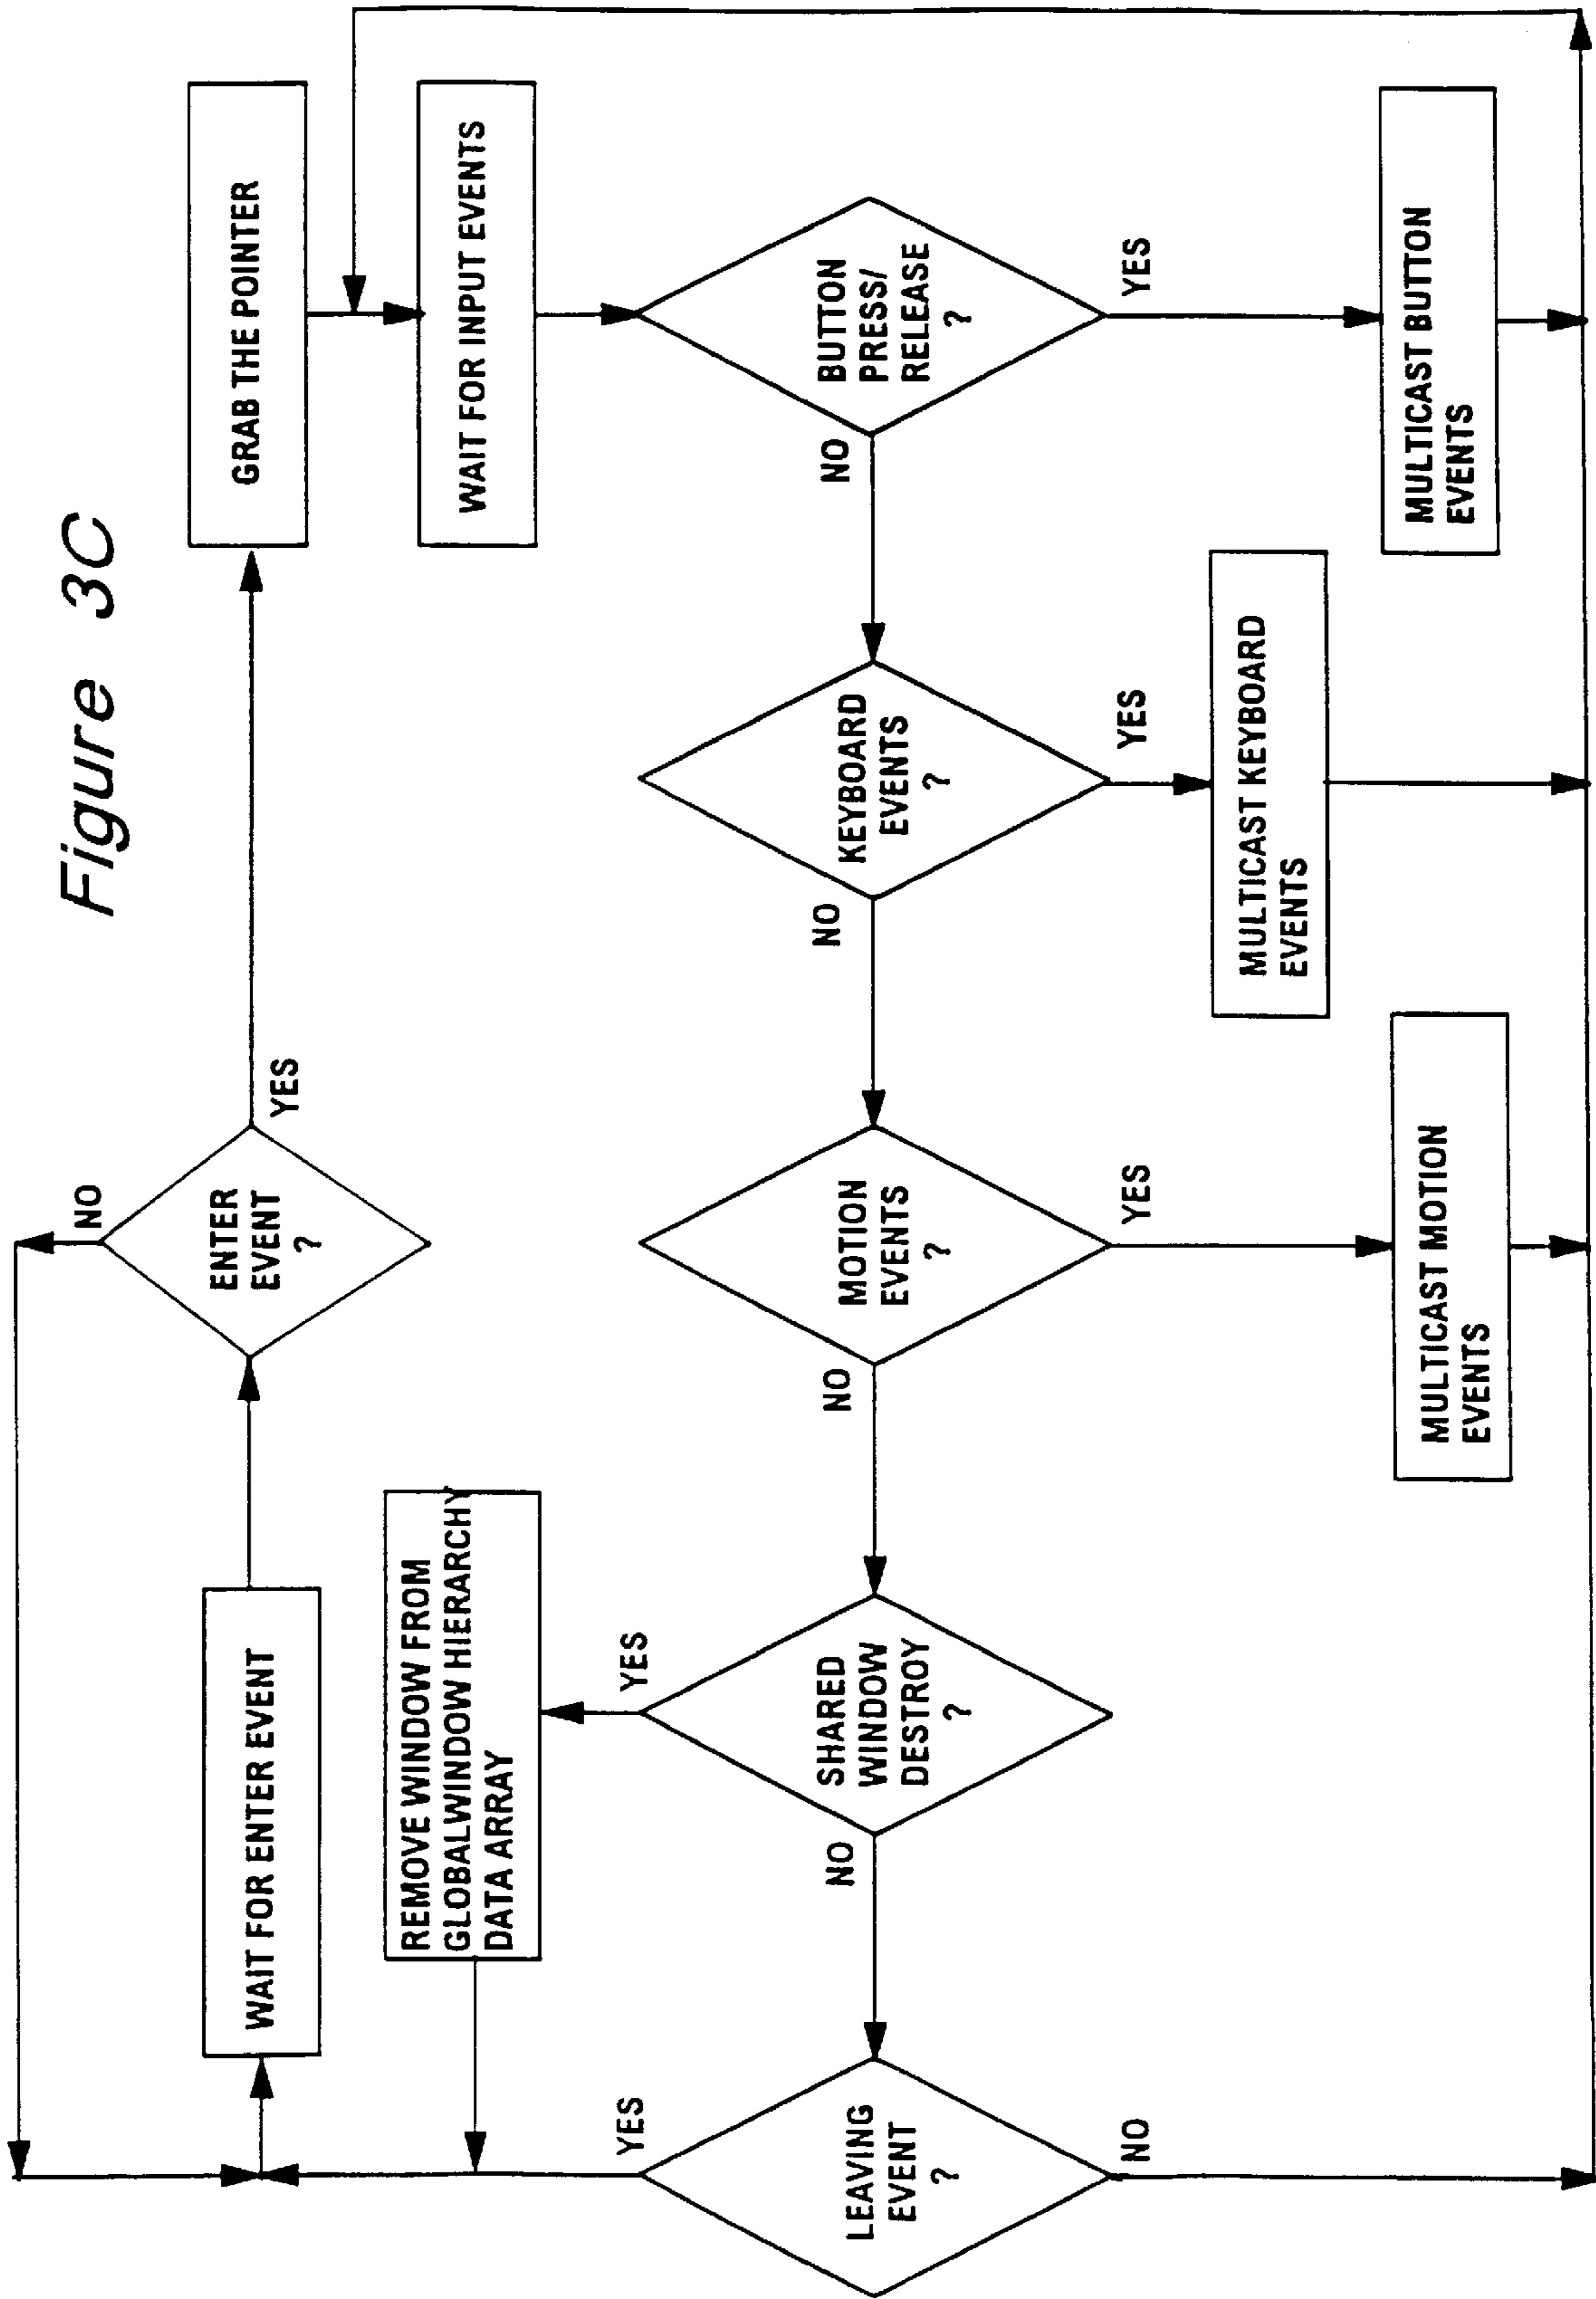 Figure 3C
WAIT FOR ENTER EVENT
ENTER
EVENT
?
NO
YES
GRAB THE POINTER
WAIT FOR INPUT EVENTS
REMOVE WINDOW FROM
GLOBALWINDOW HIERARCHY
DATA ARRAY
YES
YES
LEAVING
EVENT
?
NO
NO
SHARED
WINDOW
DESTROY
?
NO
MOTION
EVENTS
?
YES
NO
KEYBOARD
EVENTS
?
YES
NO
BUTTON
PRESS/
RELEASE
?
YES
MULTICAST MOTION
EVENTS
MULTICAST KEYBOARD
EVENTS
MULTICAST BUTTON
EVENTS